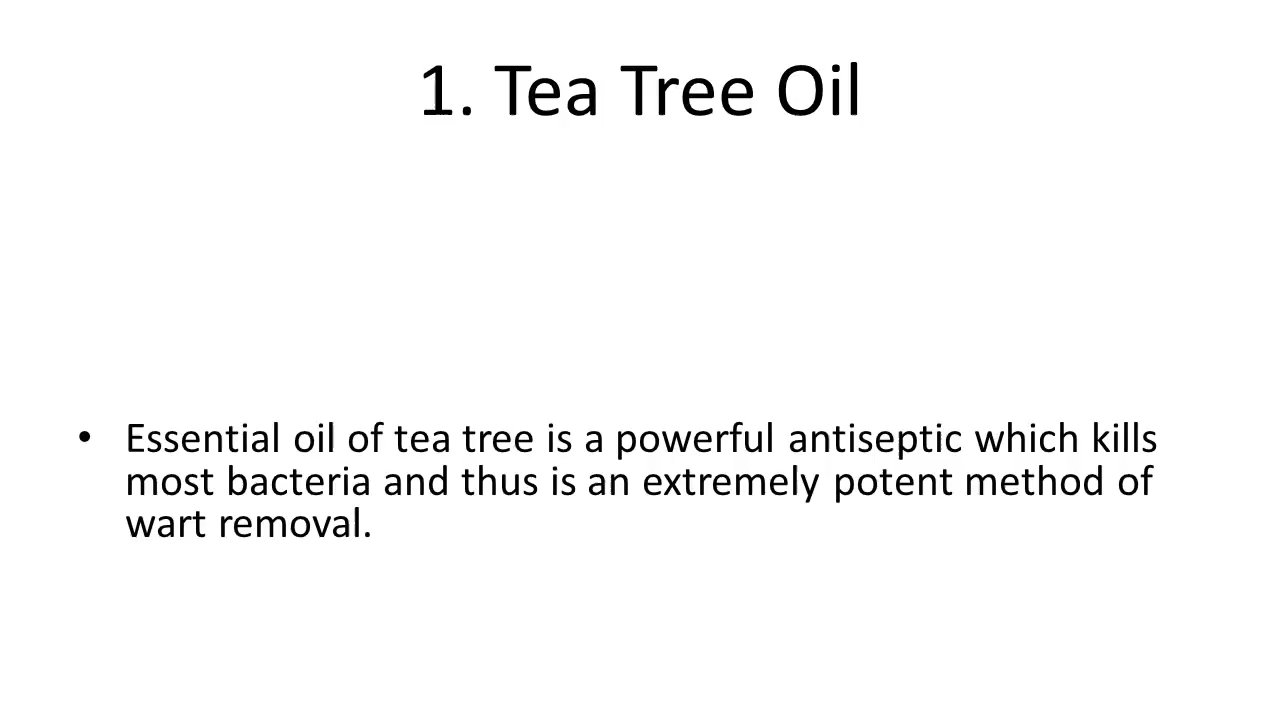 1. Tea Tree Oil
• Essential oil of tea tree is a powerful antiseptic which kills
most bacteria and thus is an extremely potent method of
wart removal.